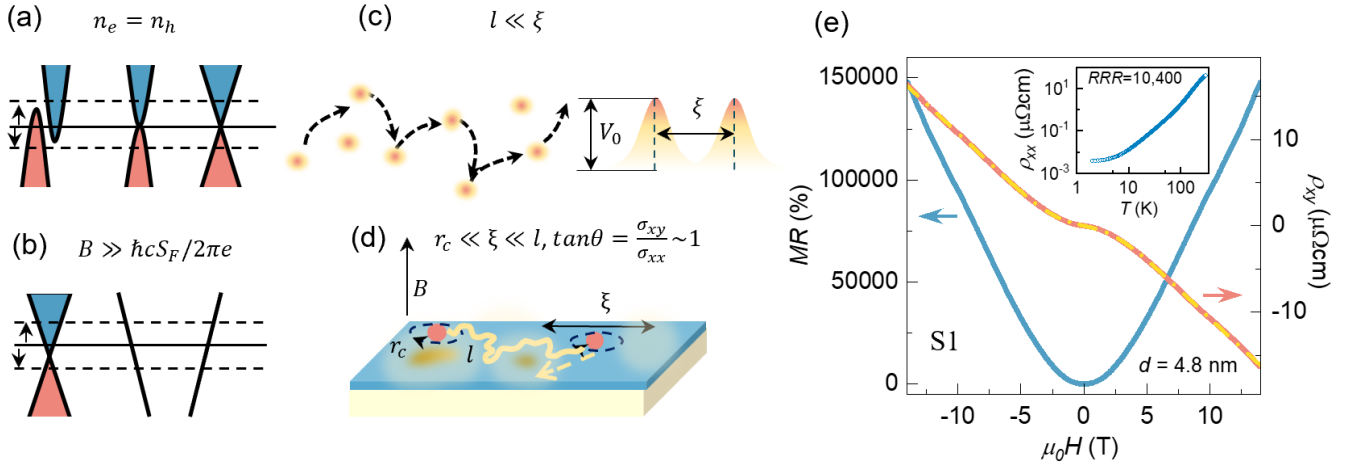 (a)
n_e = n_h
(b)
B ≫ ℏcS_F/2πe
(c)
l ≪ ξ
V_0
ξ
(d)
r_c ≪ ξ ≪ l, tanθ = σ_xy/σ_xx ~1
B
ξ
r_c
l
(e)
150000
100000
50000
0
MR (%)
-10
-5
0
5
10
μ_0H (T)
10
0
-10
ρ_xy (μΩcm)
S1
d = 4.8 nm
RRR=10,400
10^1
10^-1
10^-3
ρ_xx (μΩcm)
1
10
100
T (K)